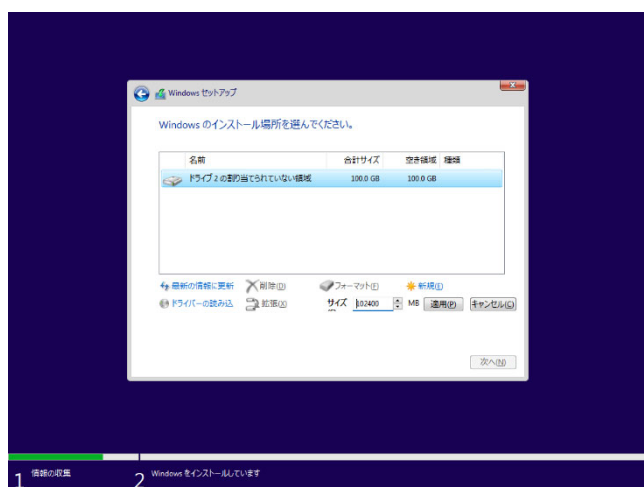 Windows セットアップ
Windows のインストール場所を選んでください。
名前 合計サイズ 空き領域 種類
ドライブ 2 の割り当てられていない領域 100.0 GB 100.0 GB
最新の情報に更新 削除(D) フォーマット(F) 新規(E)
ドライバーの読み込 拡張(X) サイズ 102400 MB 適用(P) キャンセル(C)
次へ(N)
1 情報の収集 2 Windows をインストールしています